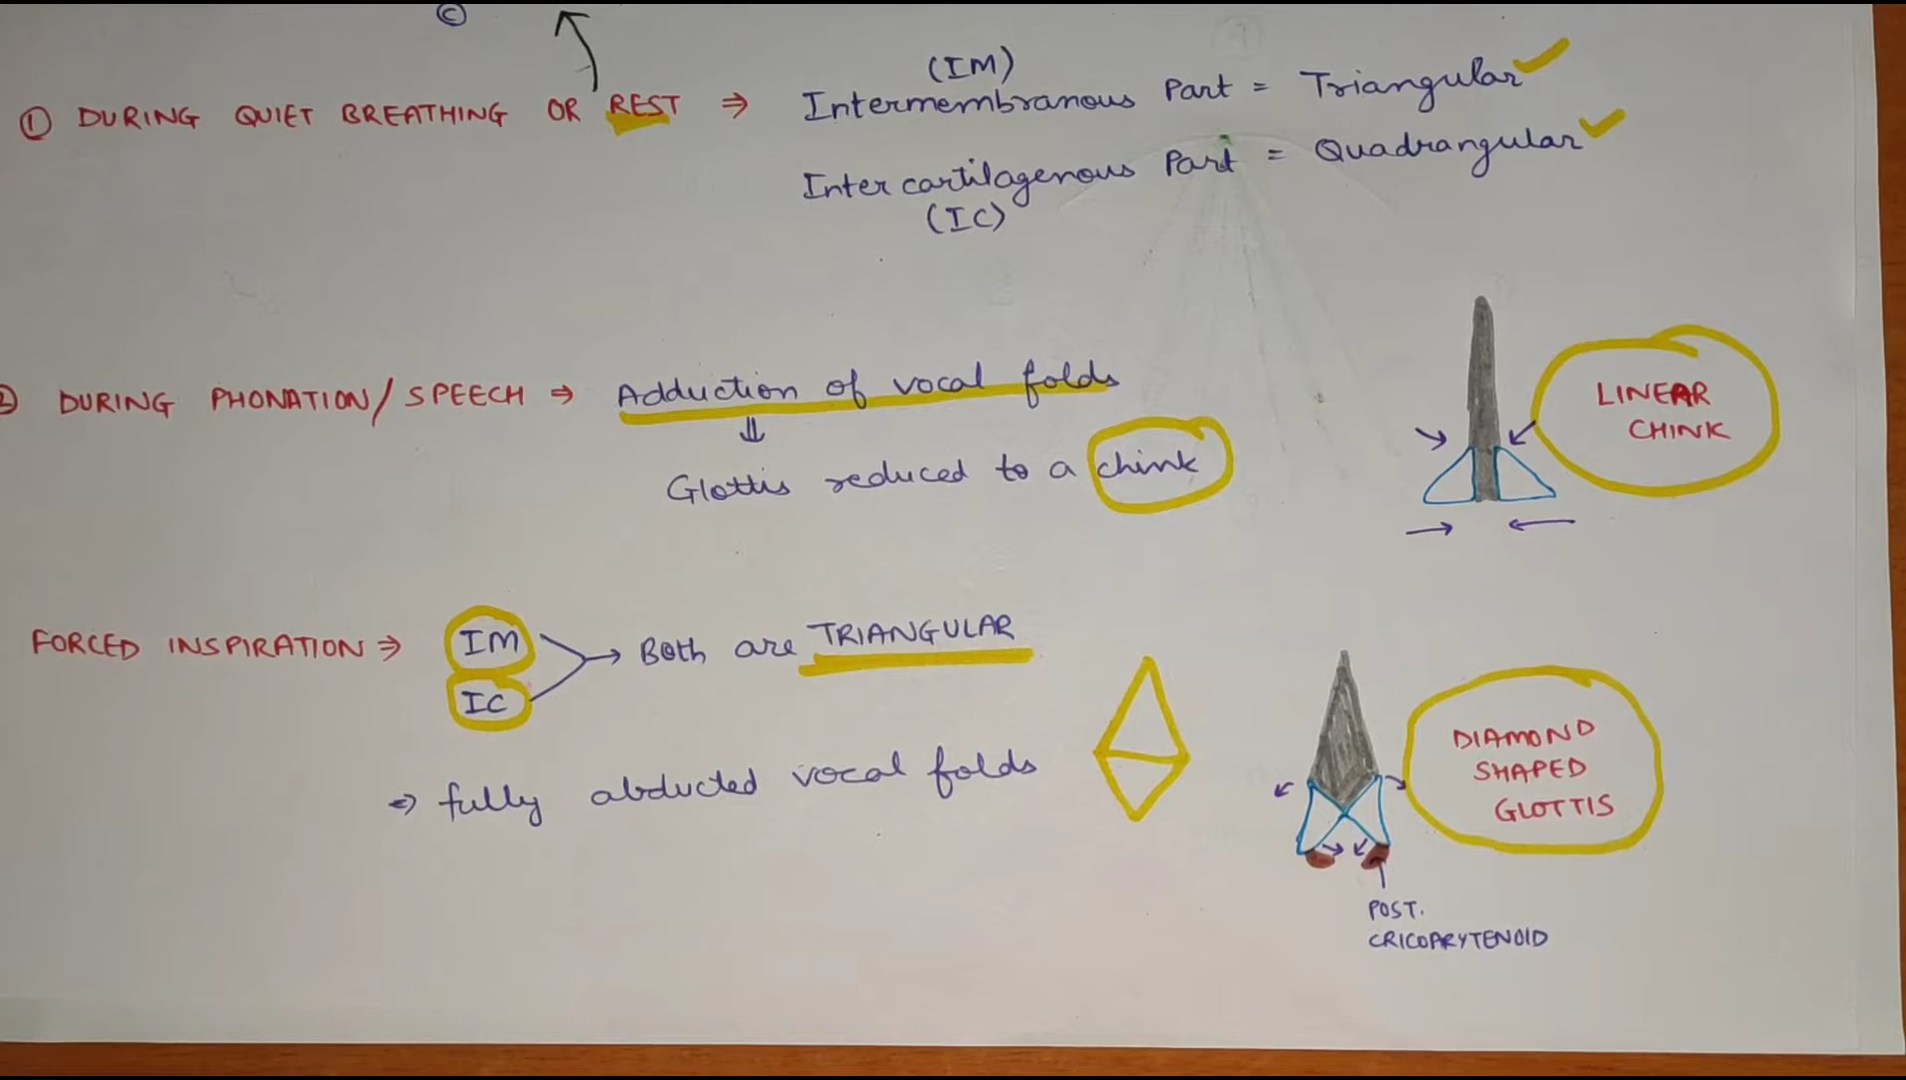 ©
(IM)
① DURING QUIET BREATHING OR REST ⇒ Intermembranous Part = Triangular ✓
Inter cartilagenous Part = Quadrangular ✓
(IC)
2) DURING PHONATION/SPEECH ⇒ Adduction of vocal folds
⇓
Glottis reduced to a chink
LINEAR
CHINK
FORCED INSPIRATION ⇒ IM
IC
→ Both are TRIANGULAR
⇒ fully abducted vocal folds
DIAMOND
SHAPED
GLOTTIS
POST.
CRICOARYTENOID